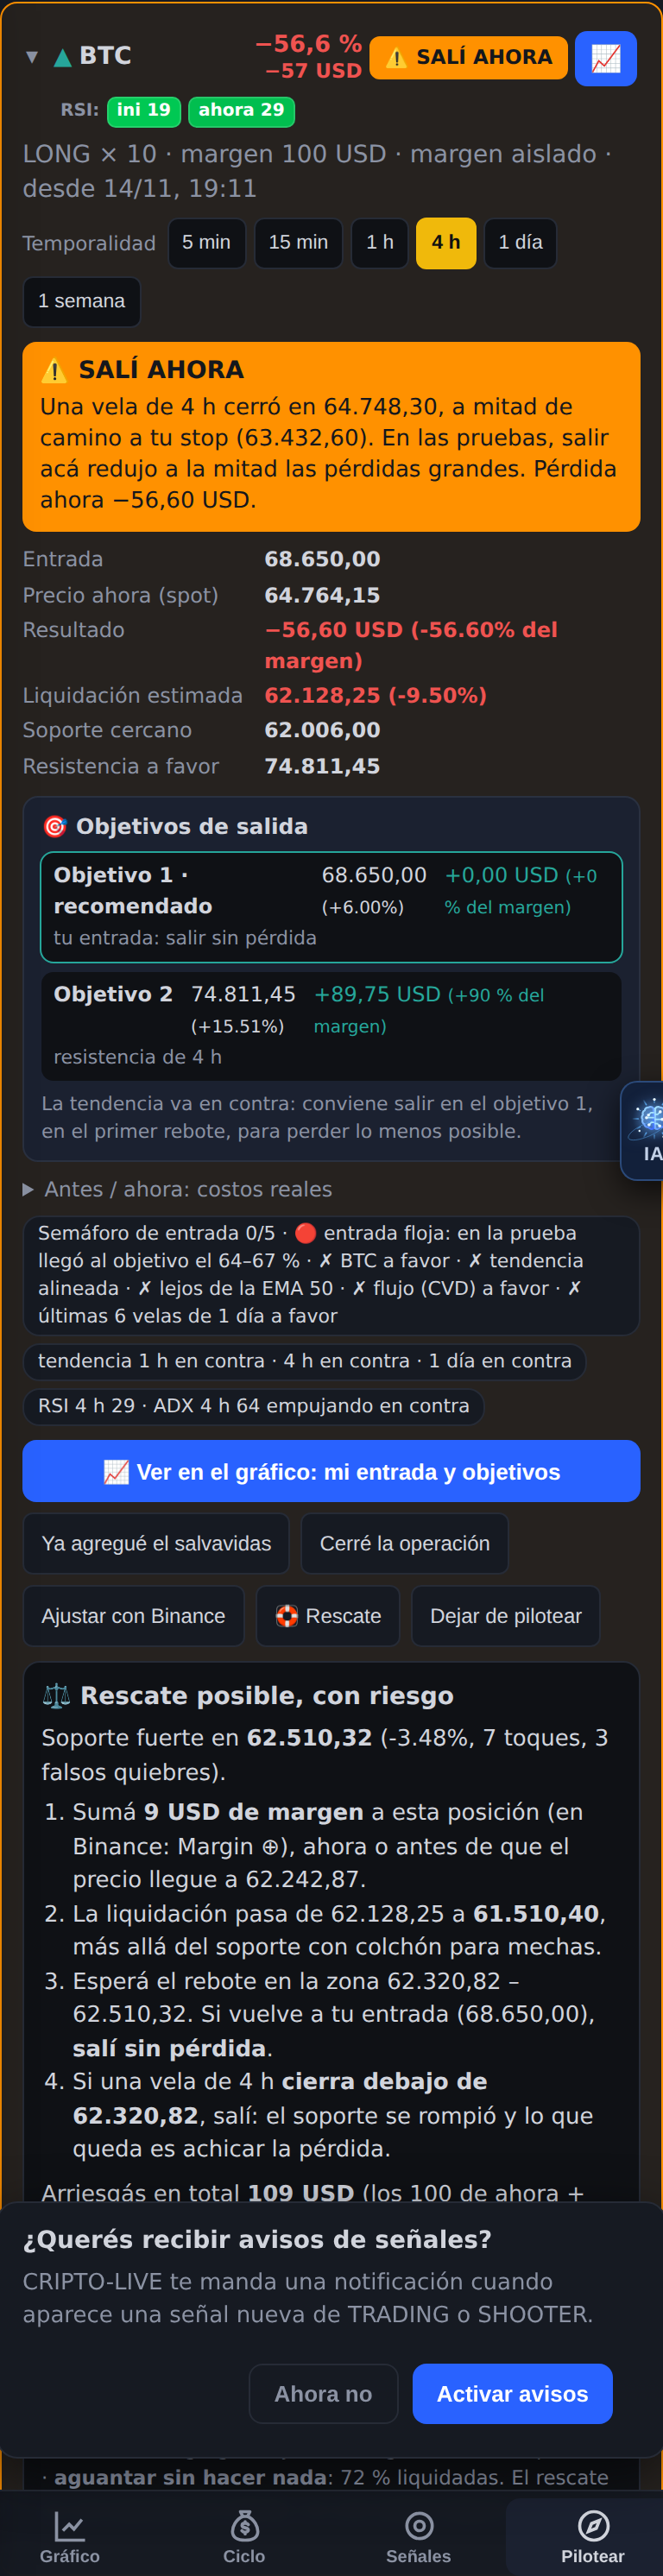 ▼ ▲ BTC
−56,6 %
−57 USD
⚠️ SALÍ AHORA
RSI: ini 19 ahora 29
LONG × 10 · margen 100 USD · margen aislado ·
desde 14/11, 19:11
Temporalidad 5 min 15 min 1 h 4 h 1 día
1 semana
⚠️ SALÍ AHORA
Una vela de 4 h cerró en 64.748,30, a mitad de
camino a tu stop (63.432,60). En las pruebas, salir
acá redujo a la mitad las pérdidas grandes. Pérdida
ahora −56,60 USD.
Entrada 68.650,00
Precio ahora (spot) 64.764,15
Resultado −56,60 USD (-56.60% del
margen)
Liquidación estimada 62.128,25 (-9.50%)
Soporte cercano 62.006,00
Resistencia a favor 74.811,45
🎯 Objetivos de salida
Objetivo 1 · 68.650,00 +0,00 USD (+0
recomendado (+6.00%) % del margen)
tu entrada: salir sin pérdida
Objetivo 2 74.811,45 +89,75 USD (+90 % del
(+15.51%) margen)
resistencia de 4 h
La tendencia va en contra: conviene salir en el objetivo 1,
en el primer rebote, para perder lo menos posible.
IA
▶ Antes / ahora: costos reales
Semáforo de entrada 0/5 · 🔴 entrada floja: en la prueba
llegó al objetivo el 64–67 % · ✗ BTC a favor · ✗ tendencia
alineada · ✗ lejos de la EMA 50 · ✗ flujo (CVD) a favor · ✗
últimas 6 velas de 1 día a favor
tendencia 1 h en contra · 4 h en contra · 1 día en contra
RSI 4 h 29 · ADX 4 h 64 empujando en contra
📈 Ver en el gráfico: mi entrada y objetivos
Ya agregué el salvavidas Cerré la operación
Ajustar con Binance 🛟 Rescate Dejar de pilotear
⚖️ Rescate posible, con riesgo
Soporte fuerte en 62.510,32 (-3.48%, 7 toques, 3
falsos quiebres).
1. Sumá 9 USD de margen a esta posición (en
Binance: Margin ⊕), ahora o antes de que el
precio llegue a 62.242,87.
2. La liquidación pasa de 62.128,25 a 61.510,40,
más allá del soporte con colchón para mechas.
3. Esperá el rebote en la zona 62.320,82 –
62.510,32. Si vuelve a tu entrada (68.650,00),
salí sin pérdida.
4. Si una vela de 4 h cierra debajo de
62.320,82, salí: el soporte se rompió y lo que
queda es achicar la pérdida.
Arriesgás en total 109 USD (los 100 de ahora +
¿Querés recibir avisos de señales?
CRIPTO-LIVE te manda una notificación cuando
aparece una señal nueva de TRADING o SHOOTER.
Ahora no Activar avisos
· aguantar sin hacer nada: 72 % liquidadas. El rescate
Gráfico Ciclo Señales Pilotear